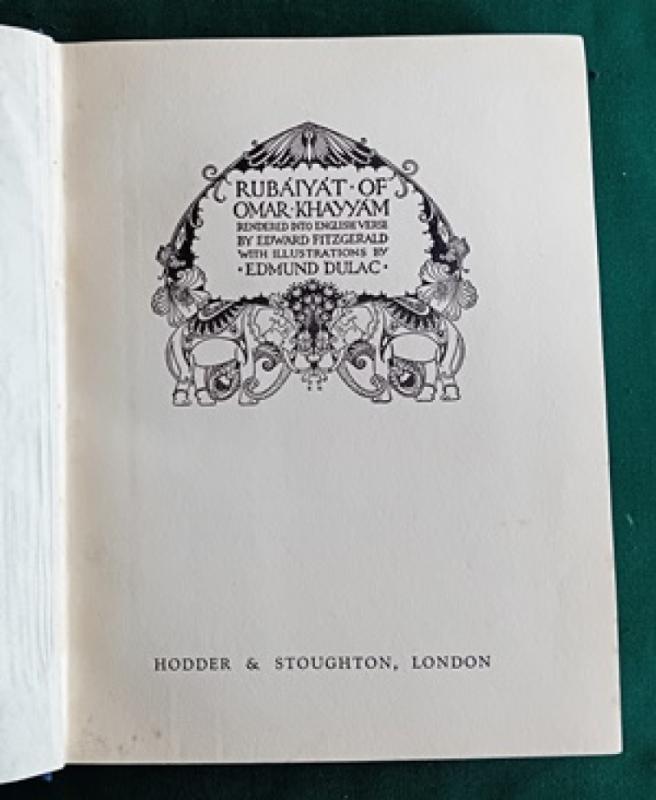 RUBÁIYÁT · OF
OMAR · KHAYYÁM
RENDERED INTO ENGLISH VERSE
BY EDWARD FITZGERALD
WITH ILLUSTRATIONS BY
· EDMUND DULAC ·
HODDER & STOUGHTON, LONDON